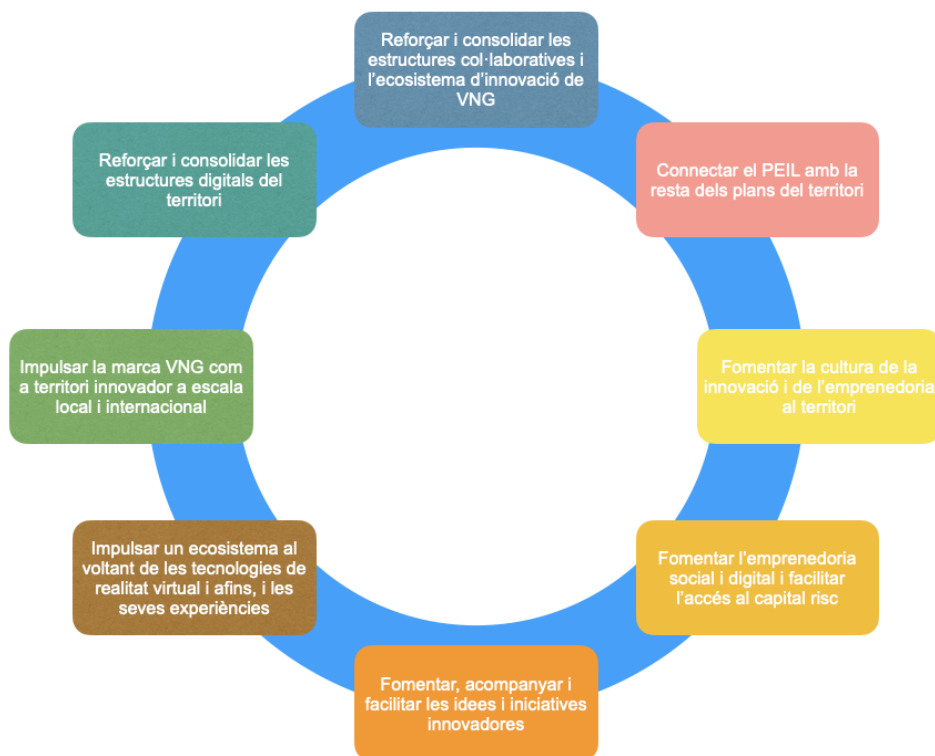 Reforçar i consolidar les
estructures col·laboratives i
l’ecosistema d’innovació de
VNG
Connectar el PEIL amb la
resta dels plans del territori
Fomentar la cultura de la
innovació i de l’emprenedoria
al territori
Fomentar l’emprenedoria
social i digital i facilitar
l’accés al capital risc
Fomentar, acompanyar i
facilitar les idees i iniciatives
innovadores
Impulsar un ecosistema al
voltant de les tecnologies de
realitat virtual i afins, i les
seves experiències
Impulsar la marca VNG com
a territori innovador a escala
local i internacional
Reforçar i consolidar les
estructures digitals del
territori